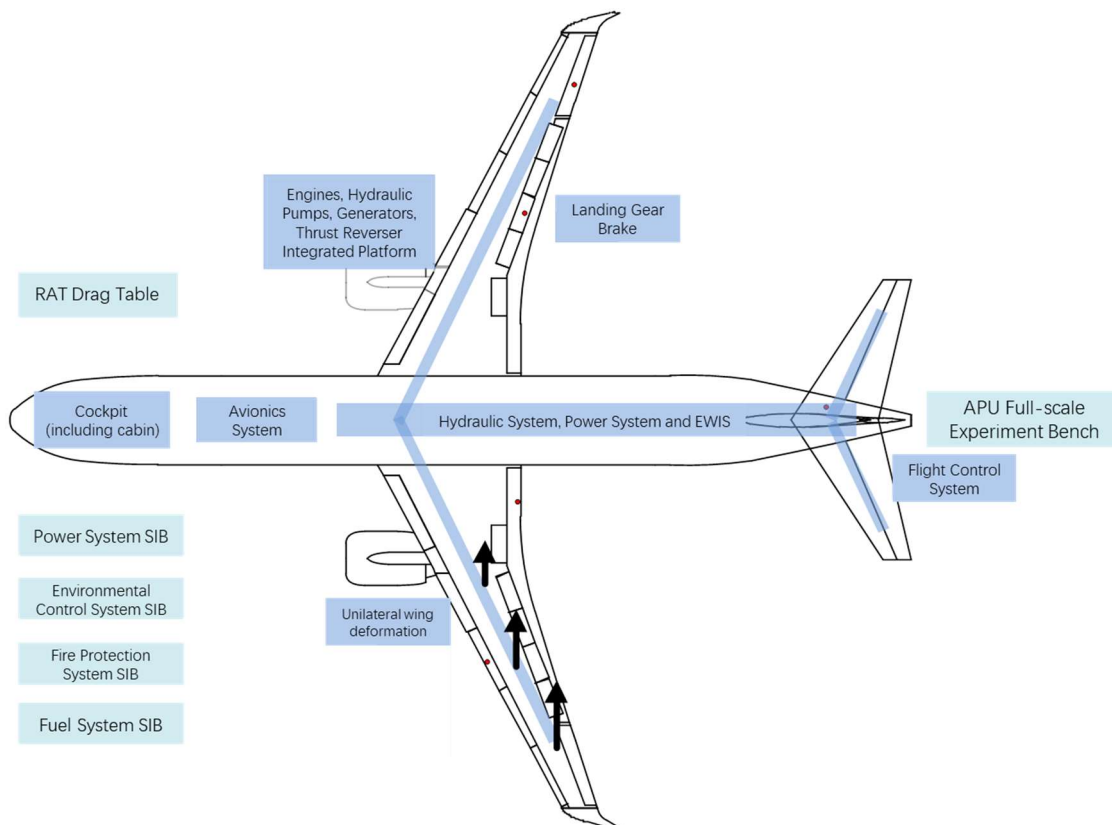 Engines, Hydraulic
Pumps, Generators,
Thrust Reverser
Integrated Platform
Landing Gear
Brake
RAT Drag Table
Cockpit
(including cabin)
Avionics
System
Hydraulic System, Power System and EWIS
APU Full-scale
Experiment Bench
Flight Control
System
Power System SIB
Environmental
Control System SIB
Unilateral wing
deformation
Fire Protection
System SIB
Fuel System SIB